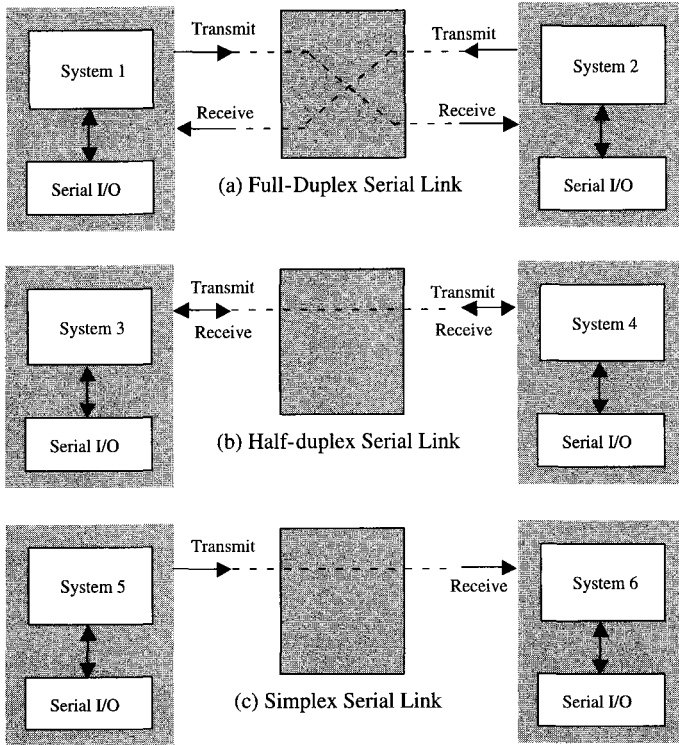 Transmit
Transmit
System 1
System 2
Receive
Receive
Serial I/O
(a) Full-Duplex Serial Link
Serial I/O
Transmit
Transmit
System 3
Receive
Receive
System 4
Serial I/O
(b) Half-duplex Serial Link
Serial I/O
Transmit
System 5
Receive
System 6
Serial I/O
(c) Simplex Serial Link
Serial I/O